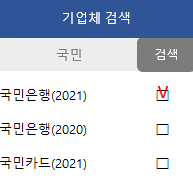 기업체 검색
국민 검색
국민은행(2021) ☑
국민은행(2020) □
국민카드(2021) □